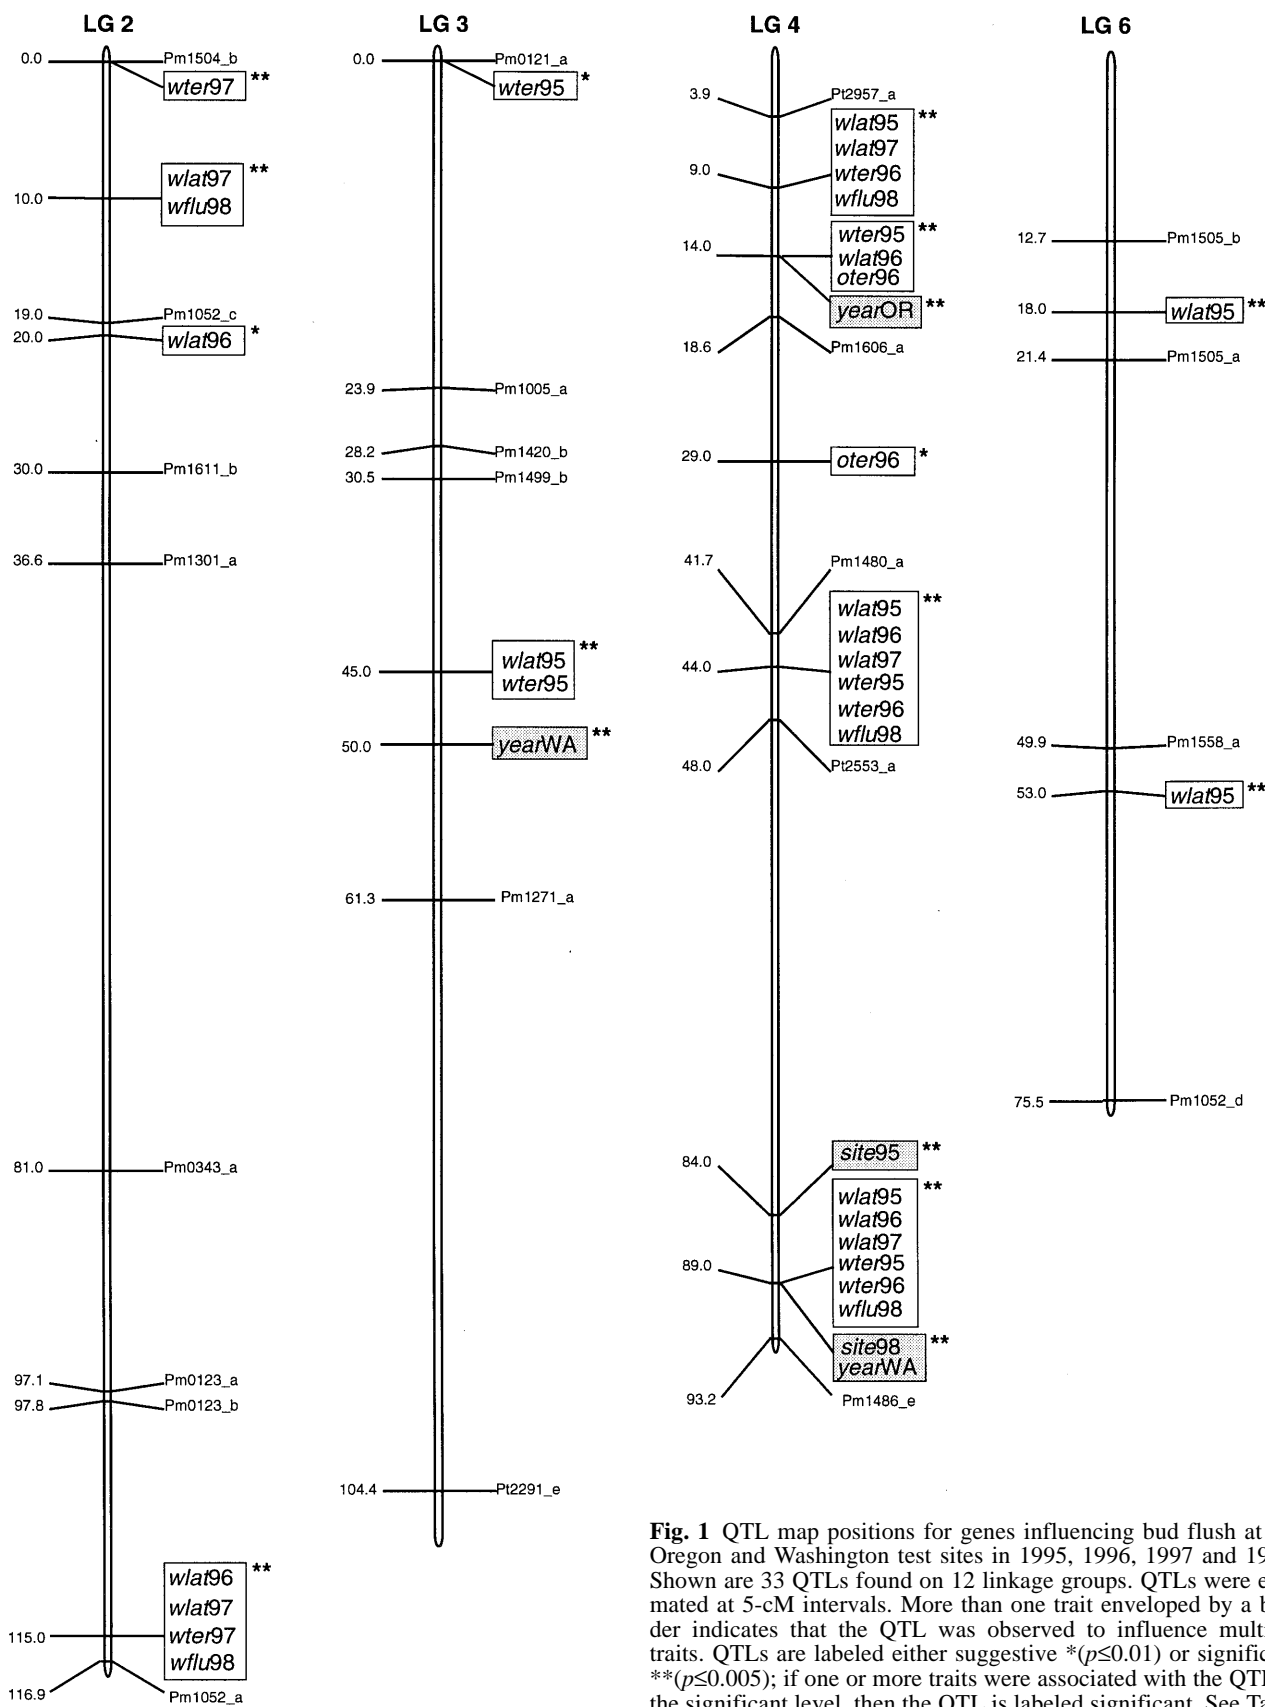 LG 2
0.0 Pm1504_b
wter97 **
wlat97 **
10.0 wflu98
19.0 Pm1052_c
20.0 wlat96 *
30.0 Pm1611_b
36.6 Pm1301_a
81.0 Pm0343_a
97.1 Pm0123_a
97.8 Pm0123_b
wlat96 **
wlat97
115.0 wter97
wflu98
116.9 Pm1052_a
LG 3
0.0 Pm0121_a
wter95 *
23.9 Pm1005_a
28.2 Pm1420_b
30.5 Pm1499_b
wlat95 **
45.0 wter95
50.0 yearWA **
61.3 Pm1271_a
104.4 Pt2291_e
LG 4
3.9 Pt2957_a
wlat95 **
wlat97
9.0 wter96
wflu98
wter95 **
14.0 wlat96
oter96
yearOR **
18.6 Pm1606_a
29.0 oter96 *
41.7 Pm1480_a
wlat95 **
wlat96
44.0 wlat97
wter95
wter96
wflu98
48.0 Pt2553_a
84.0 site95 **
wlat95 **
wlat96
wlat97
89.0 wter95
wter96
wflu98
site98 **
yearWA
93.2 Pm1486_e
LG 6
12.7 Pm1505_b
18.0 wlat95 **
21.4 Pm1505_a
49.9 Pm1558_a
53.0 wlat95 **
75.5 Pm1052_d
Fig. 1 QTL map positions for genes influencing bud flush at
Oregon and Washington test sites in 1995, 1996, 1997 and 19
Shown are 33 QTLs found on 12 linkage groups. QTLs were e
mated at 5-cM intervals. More than one trait enveloped by a b
der indicates that the QTL was observed to influence mult
traits. QTLs are labeled either suggestive *(p≤0.01) or signific
**(p≤0.005); if one or more traits were associated with the QTL
the significant level, then the QTL is labeled significant. See Ta